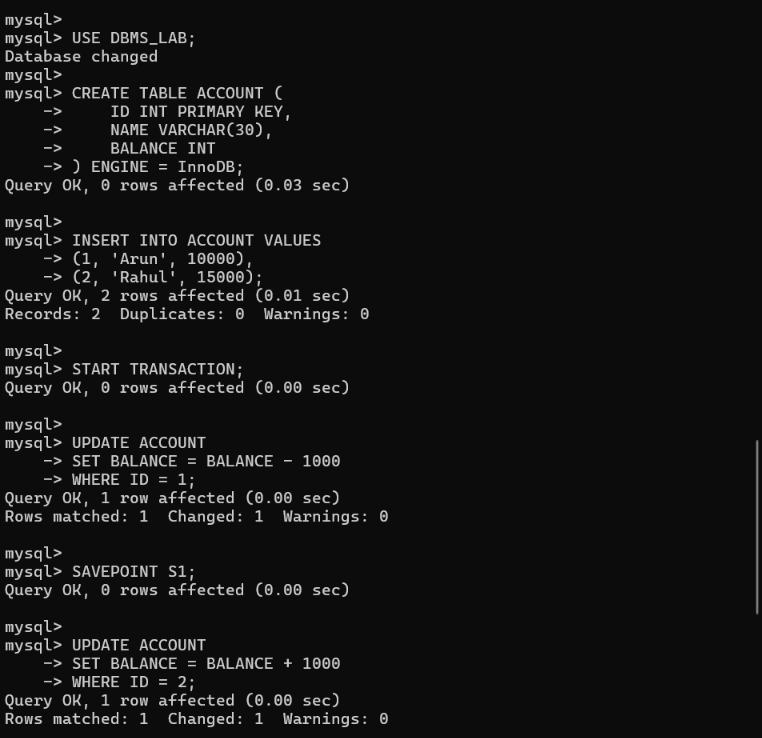 mysql>
mysql> USE DBMS_LAB;
Database changed
mysql>
mysql> CREATE TABLE ACCOUNT (
    ->     ID INT PRIMARY KEY,
    ->     NAME VARCHAR(30),
    ->     BALANCE INT
    -> ) ENGINE = InnoDB;
Query OK, 0 rows affected (0.03 sec)

mysql>
mysql> INSERT INTO ACCOUNT VALUES
    -> (1, 'Arun', 10000),
    -> (2, 'Rahul', 15000);
Query OK, 2 rows affected (0.01 sec)
Records: 2  Duplicates: 0  Warnings: 0

mysql>
mysql> START TRANSACTION;
Query OK, 0 rows affected (0.00 sec)

mysql>
mysql> UPDATE ACCOUNT
    -> SET BALANCE = BALANCE - 1000
    -> WHERE ID = 1;
Query OK, 1 row affected (0.00 sec)
Rows matched: 1  Changed: 1  Warnings: 0

mysql>
mysql> SAVEPOINT S1;
Query OK, 0 rows affected (0.00 sec)

mysql>
mysql> UPDATE ACCOUNT
    -> SET BALANCE = BALANCE + 1000
    -> WHERE ID = 2;
Query OK, 1 row affected (0.00 sec)
Rows matched: 1  Changed: 1  Warnings: 0